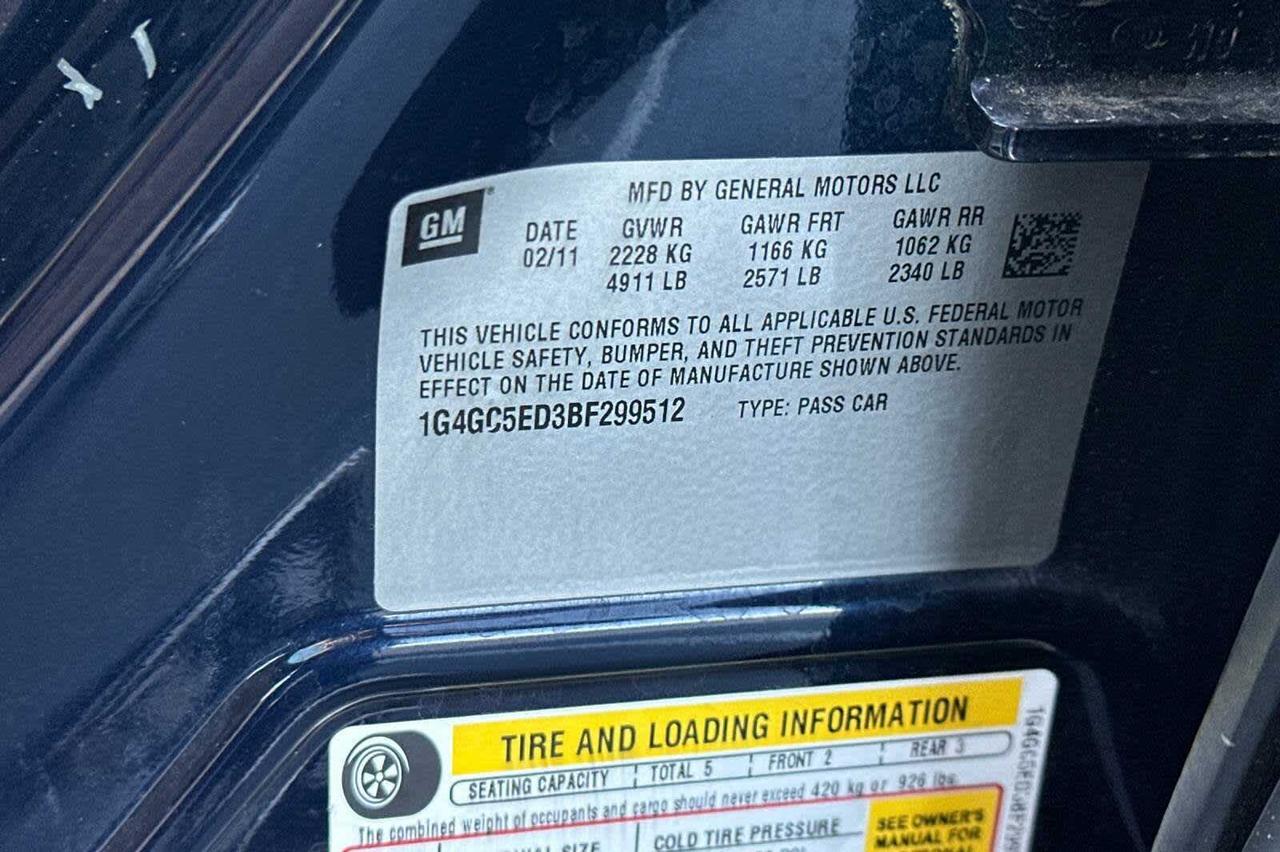 GM
MFD BY GENERAL MOTORS LLC
DATE GVWR GAWR FRT GAWR RR
02/11 2228 KG 1166 KG 1062 KG
4911 LB 2571 LB 2340 LB
THIS VEHICLE CONFORMS TO ALL APPLICABLE U.S. FEDERAL MOTOR
VEHICLE SAFETY, BUMPER, AND THEFT PREVENTION STANDARDS IN
EFFECT ON THE DATE OF MANUFACTURE SHOWN ABOVE.
1G4GC5ED3BF299512 TYPE: PASS CAR
TIRE AND LOADING INFORMATION
SEATING CAPACITY TOTAL 5 FRONT 2 REAR 3
The combined weight of occupants and cargo should never exceed 420 kg or 926 lbs.
SIZE COLD TIRE PRESSURE SEE OWNER'S
MANUAL FOR